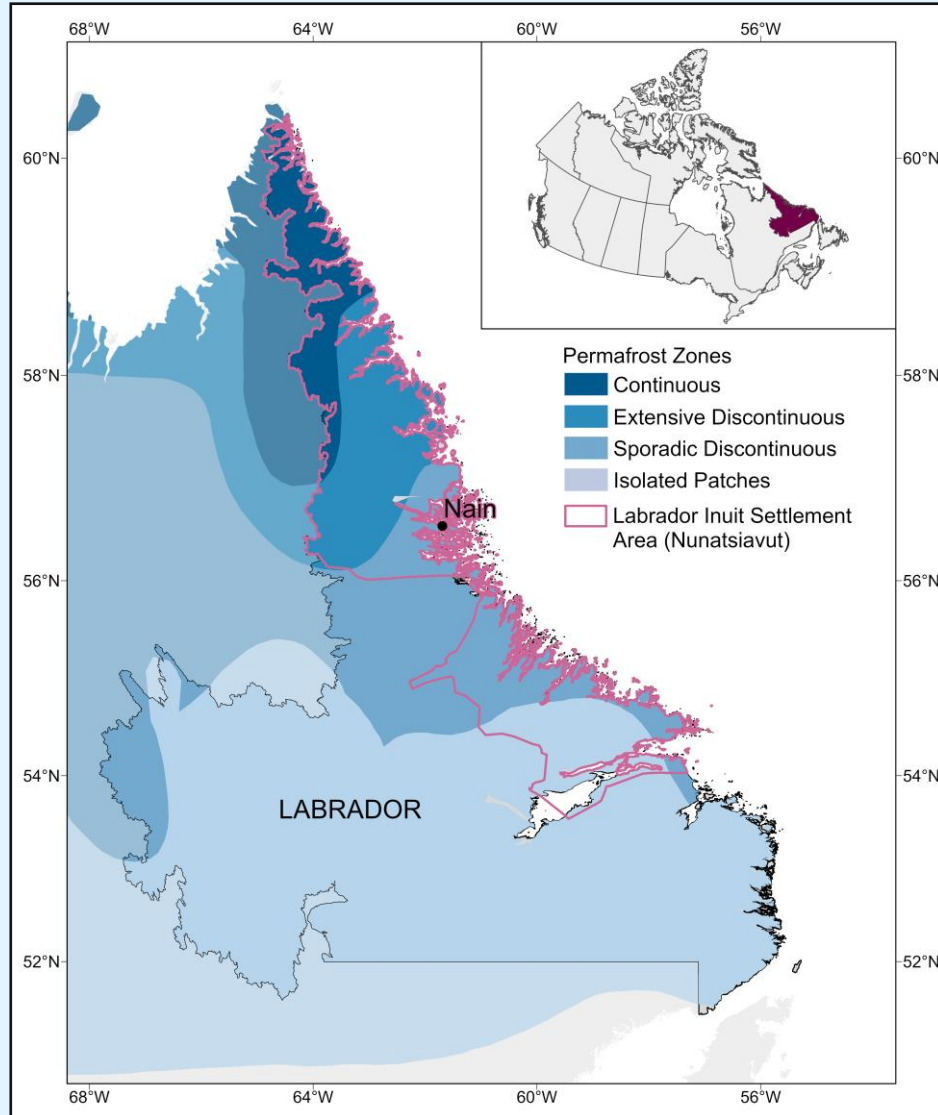 68°W 64°W 60°W 56°W
60°N 60°N
58°N 58°N
Permafrost Zones
Continuous
Extensive Discontinuous
Sporadic Discontinuous
Isolated Patches
Labrador Inuit Settlement
Area (Nunatsiavut)
Nain
56°N 56°N
54°N 54°N
LABRADOR
52°N 52°N
68°W 64°W 60°W 56°W